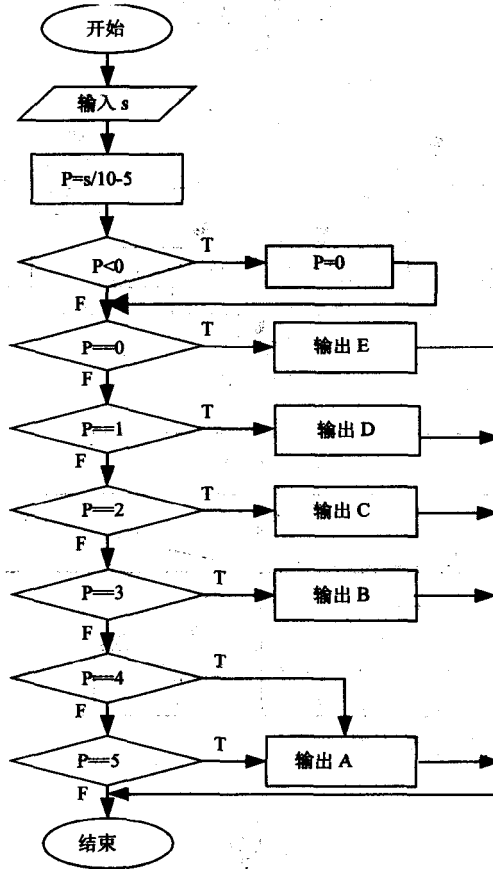 开始
输入 s
P=s/10-5
P<0
T
P=0
F
P==0
T
输出 E
F
P==1
T
输出 D
F
P==2
T
输出 C
F
P==3
T
输出 B
F
P==4
T
F
P==5
T
输出 A
F
结束